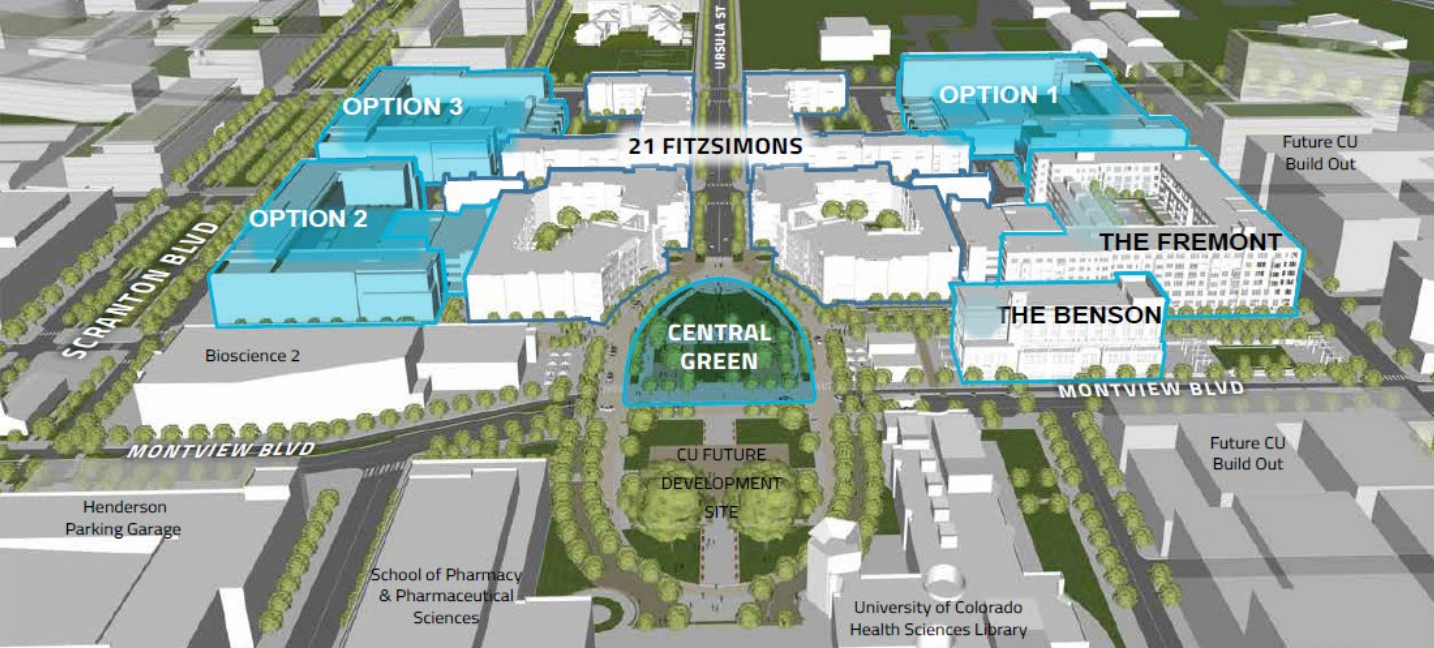 URSULA ST
OPTION 3
OPTION 1
21 FITZSIMONS
Future CU
Build Out
OPTION 2
SCRANTON BLVD
THE FREMONT
THE BENSON
CENTRAL
GREEN
Bioscience 2
MONTVIEW BLVD
MONTVIEW BLVD
CU FUTURE
DEVELOPMENT
SITE
Future CU
Build Out
Henderson
Parking Garage
School of Pharmacy
& Pharmaceutical
Sciences
University of Colorado
Health Sciences Library